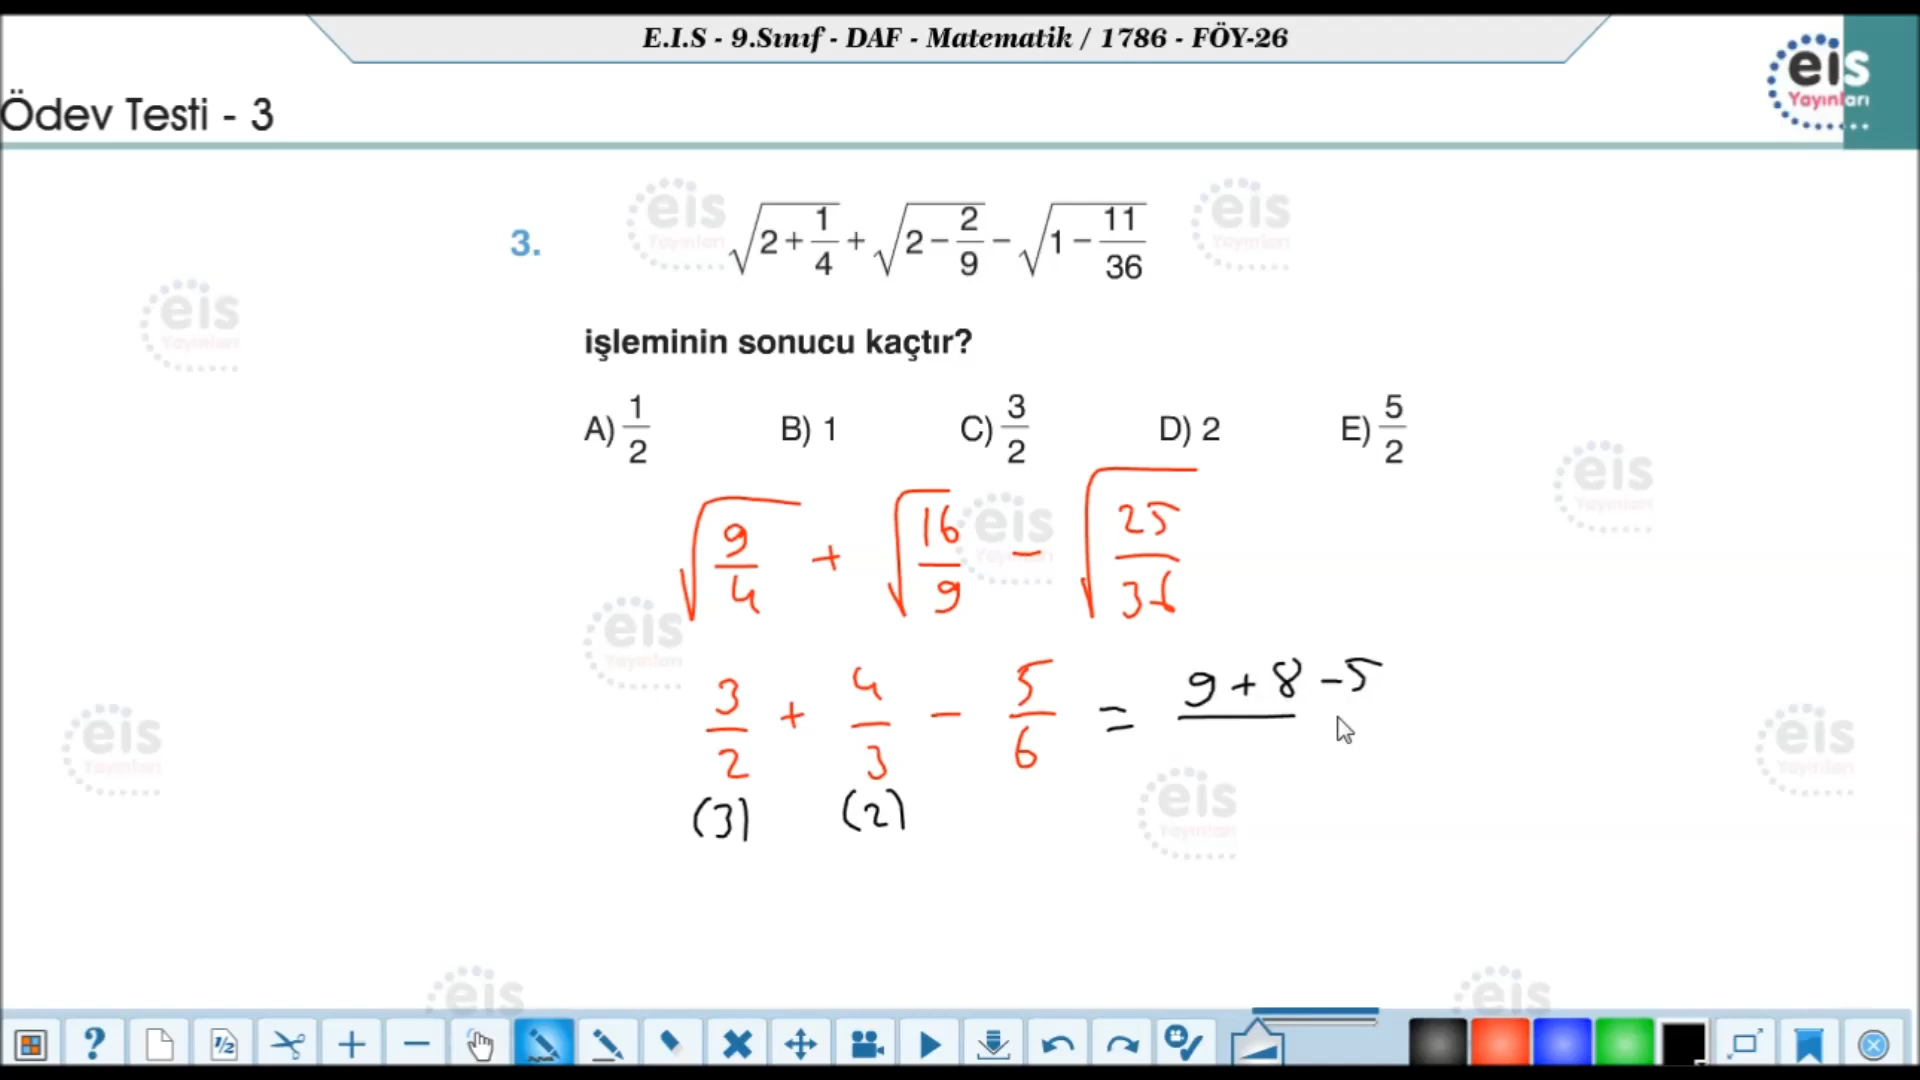 E.I.S - 9.Sınıf - DAF - Matematik / 1786 - FÖY-26
eis
Yayınları
Ödev Testi - 3
3. √(2 + 1/4) + √(2 − 2/9) − √(1 − 11/36)
işleminin sonucu kaçtır?
A) 1/2 B) 1 C) 3/2 D) 2 E) 5/2
√(9/4) + √(16/9) − √(25/36)
3/2 + 4/3 − 5/6 = 9 + 8 − 5
(3) (2)